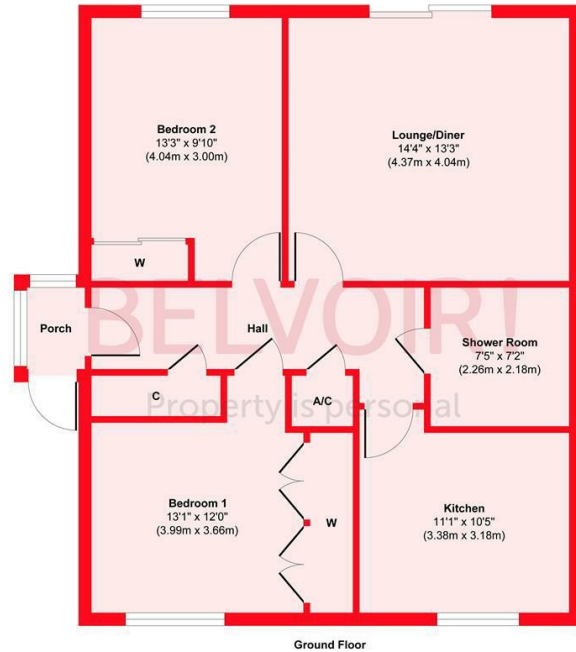 Bedroom 2
13'3" x 9'10"
(4.04m x 3.00m)
Lounge/Diner
14'4" x 13'3"
(4.37m x 4.04m)
W
BELVOIR!
Porch
Hall
Shower Room
7'5" x 7'2"
(2.26m x 2.18m)
C
A/C
Property is personal
Bedroom 1
13'1" x 12'0"
(3.99m x 3.66m)
W
Kitchen
11'1" x 10'5"
(3.38m x 3.18m)
Ground Floor